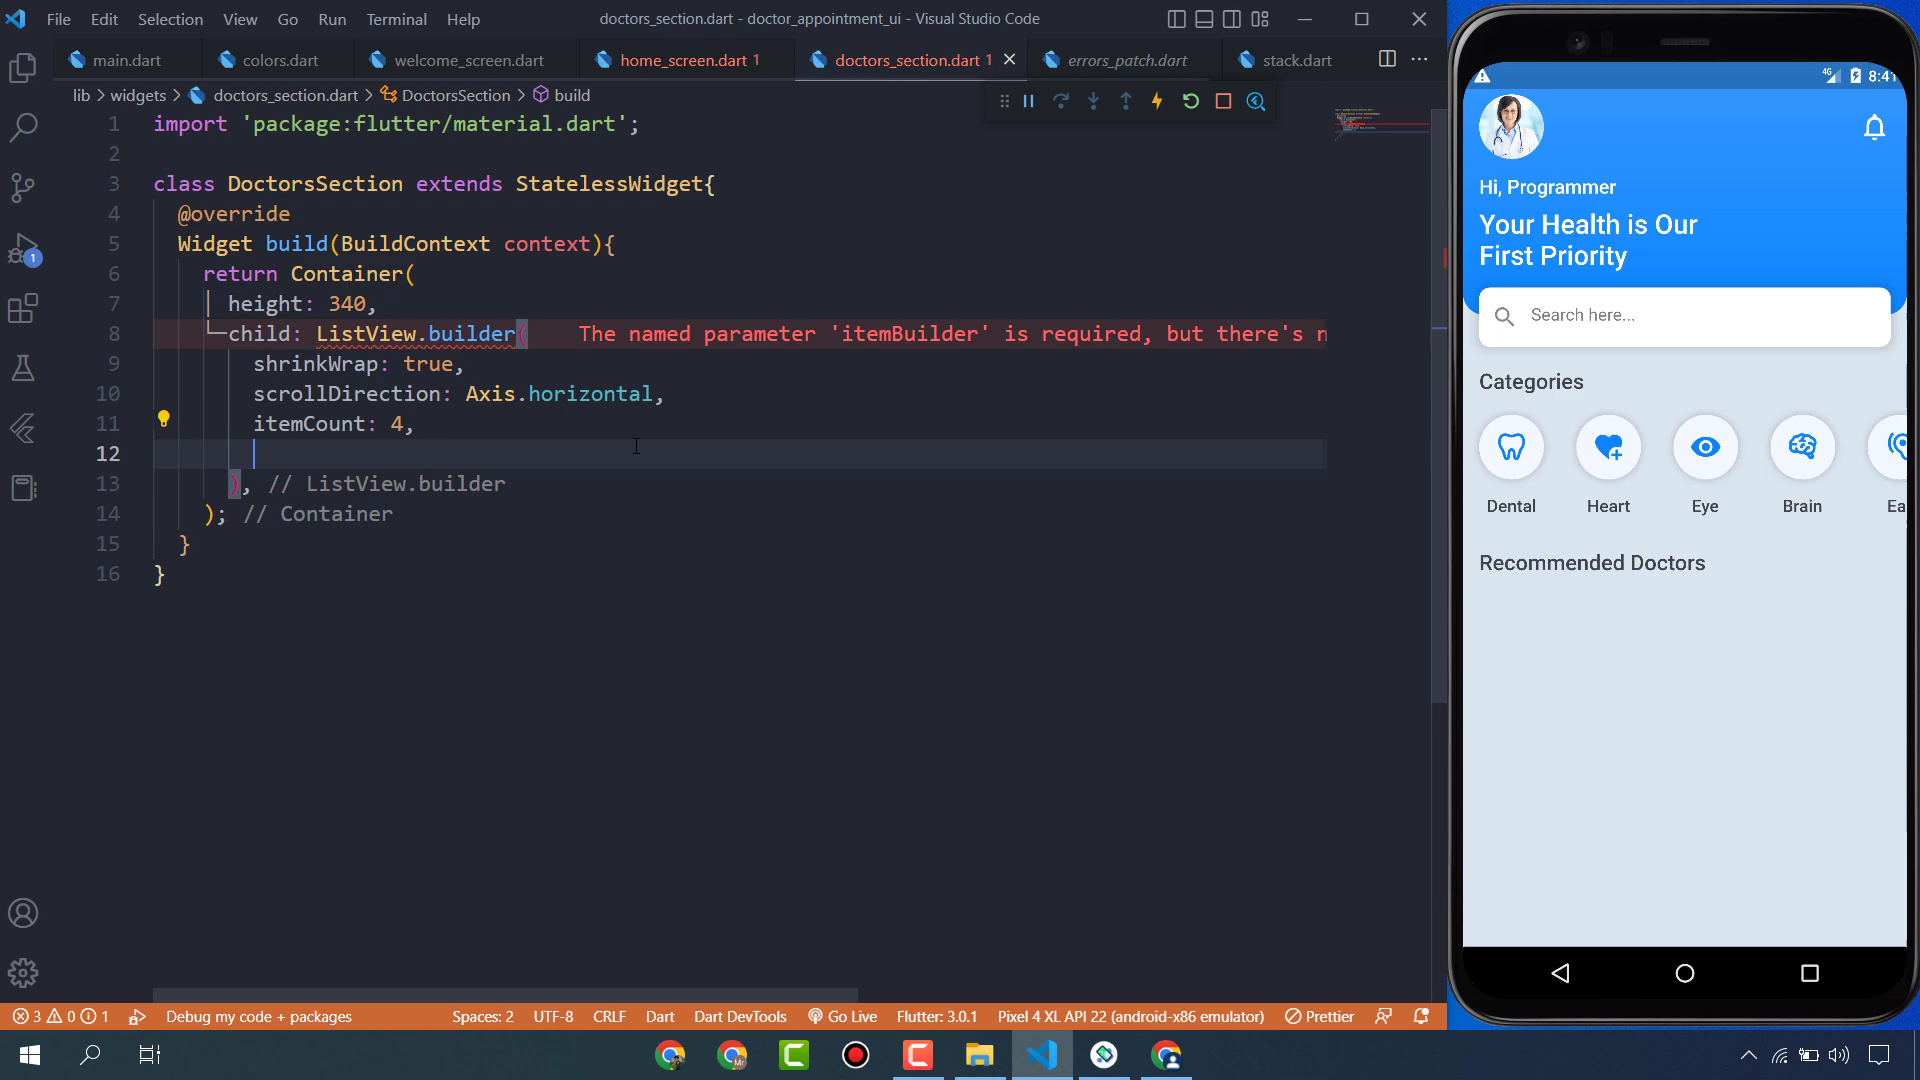 File Edit Selection View Go Run Terminal Help
doctors_section.dart - doctor_appointment_ui - Visual Studio Code
main.dart
colors.dart
welcome_screen.dart
home_screen.dart 1
doctors_section.dart 1
errors_patch.dart
stack.dart
lib > widgets > doctors_section.dart > DoctorsSection > build
1 import 'package:flutter/material.dart';
2
3 class DoctorsSection extends StatelessWidget{
4 @override
5 Widget build(BuildContext context){
6 return Container(
7 height: 340,
8 child: ListView.builder( The named parameter 'itemBuilder' is required, but there's n
9 shrinkWrap: true,
10 scrollDirection: Axis.horizontal,
11 itemCount: 4,
12
13 ), // ListView.builder
14 ); // Container
15 }
16 }
1
3 0 1 Debug my code + packages
Spaces: 2 UTF-8 CRLF Dart Dart DevTools Go Live Flutter: 3.0.1 Pixel 4 XL API 22 (android-x86 emulator) Prettier
4G 8:41
Hi, Programmer
Your Health is Our
First Priority
Search here...
Categories
Dental Heart Eye Brain Ea
Recommended Doctors